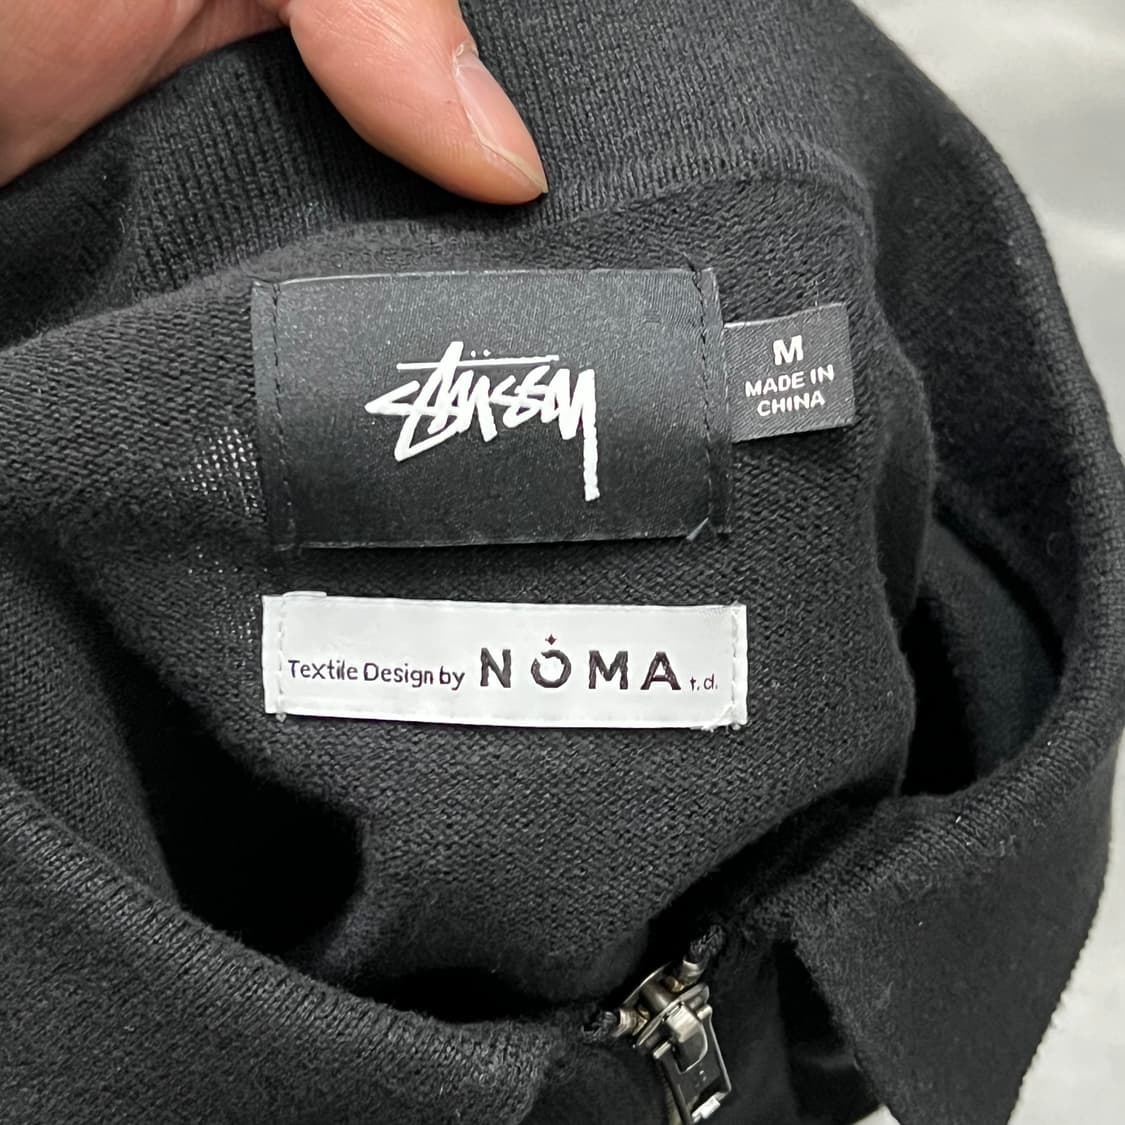 STÜSSY
M
MADE IN
CHINA
Textile Design by NOMA t.d.